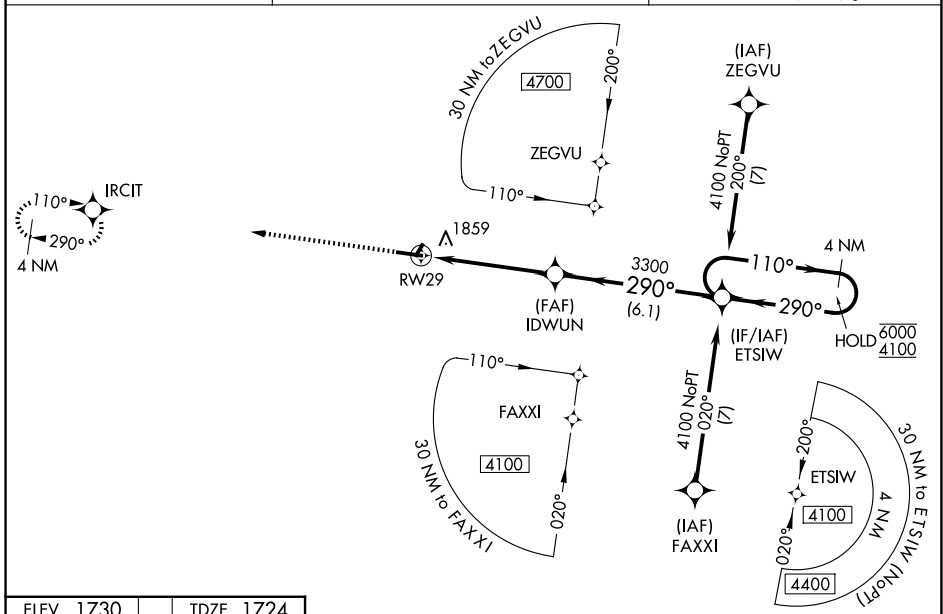 30 NM to ZEGVU
4700
200°
ZEGVU
110°
(IAF)
ZEGVU
4100 NoPT
200°
(7)
110°
IRCIT
290°
4 NM
1859
RW29
(FAF)
IDWUN
3300
290°
(6.1)
110°
4 NM
290°
(IF/IAF)
ETSIW
HOLD
6000
4100
110°
FAXXI
4100
020°
30 NM to FAXXI
4100 NoPT
020°
(7)
(IAF)
FAXXI
200°
ETSIW
4100
020°
4 NM
4400
30 NM to ETSIW (NoPT)
ELEV 1730
TDZE 1724